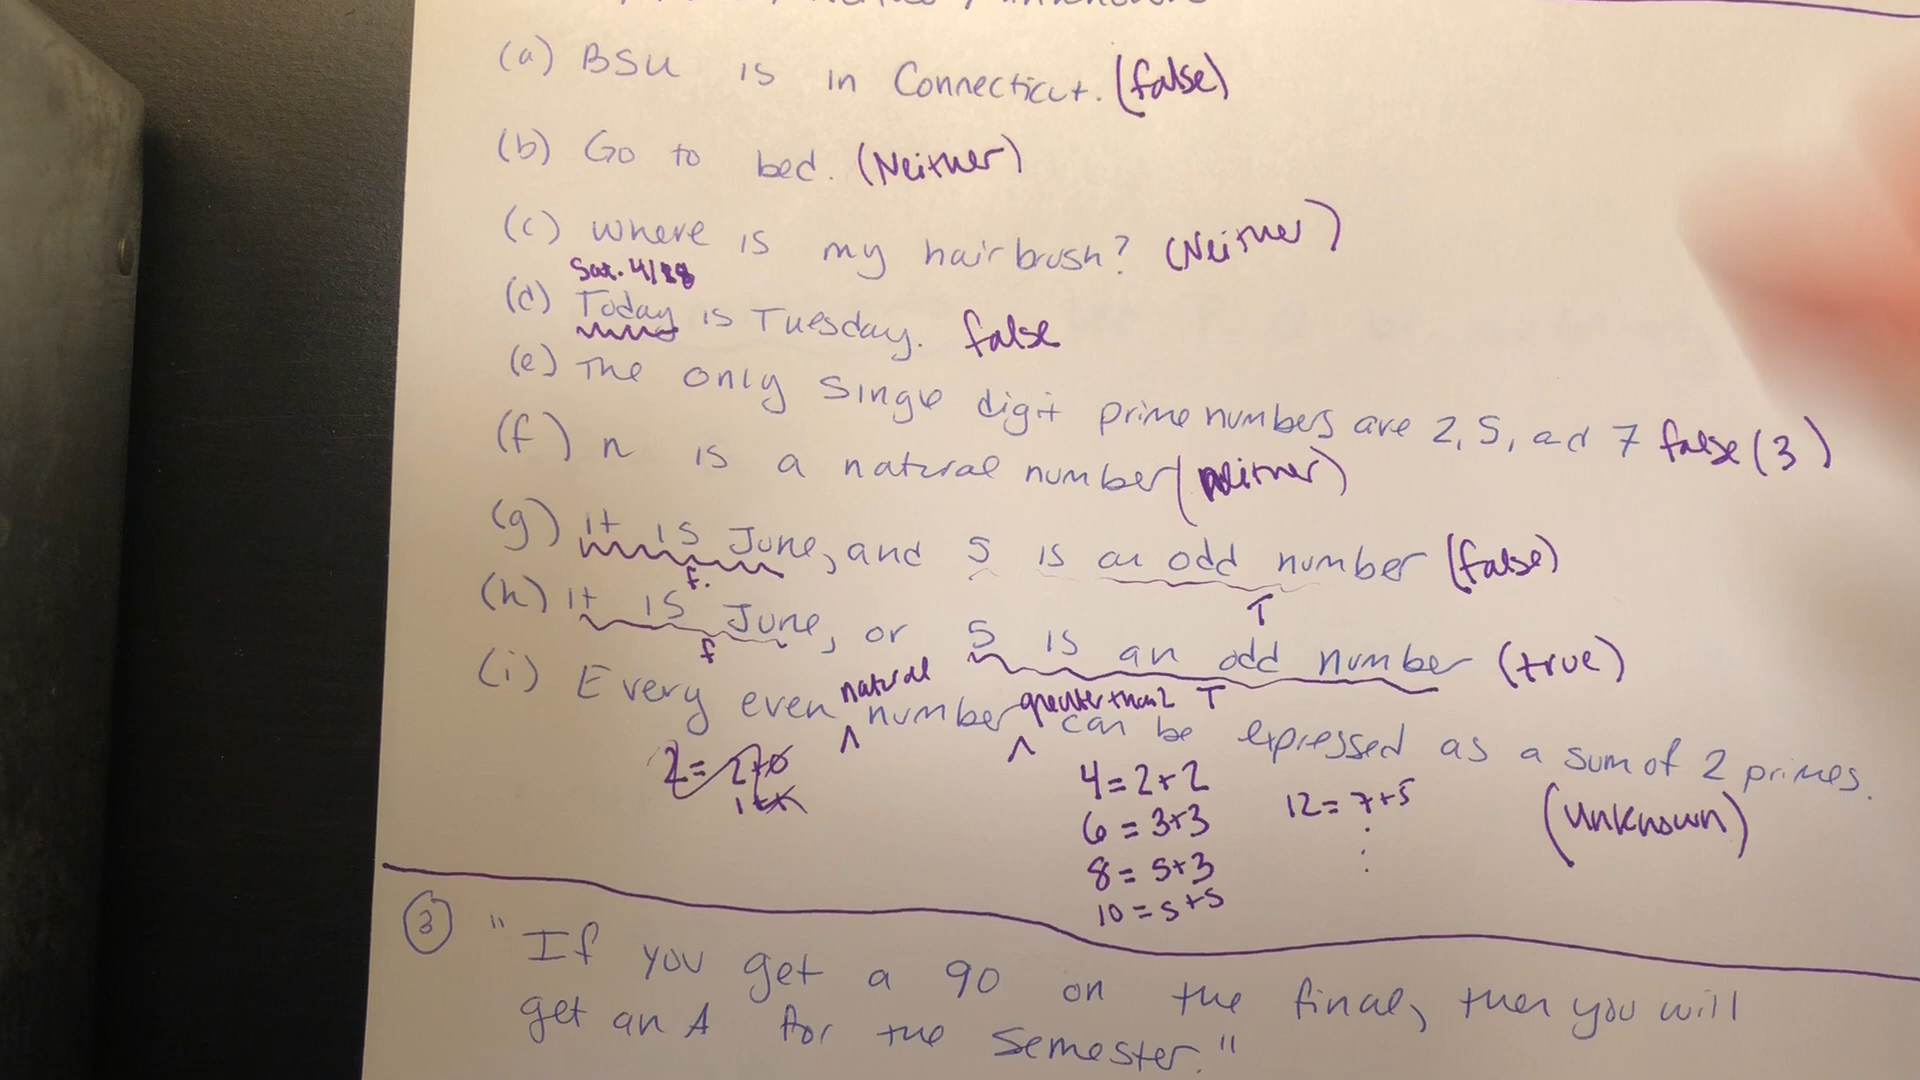 (a) BSU is in Connecticut. (false)
(b) Go to bed. (Neither)
(c) where is my hairbrush? (Neither)
Sat. 4/18
(d) Today is Tuesday. false
(e) The only single digit prime numbers are 2, 5, ad 7 false (3)
(f) n is a natural number (neither)
(g) it is June, and 5 is an odd number (false)
f. T
(h) it is June, or 5 is an odd number (true)
f T
natural greater than 2
(i) Every even ^ number ^ can be expressed as a sum of 2 primes.
2 = 2+0
4 = 2+2
12 = 7+5
(unknown)
6 = 3+3
8 = 5+3
10 = 5+5
(3) "If you get a 90 on the final, then you will
get an A for the semester."